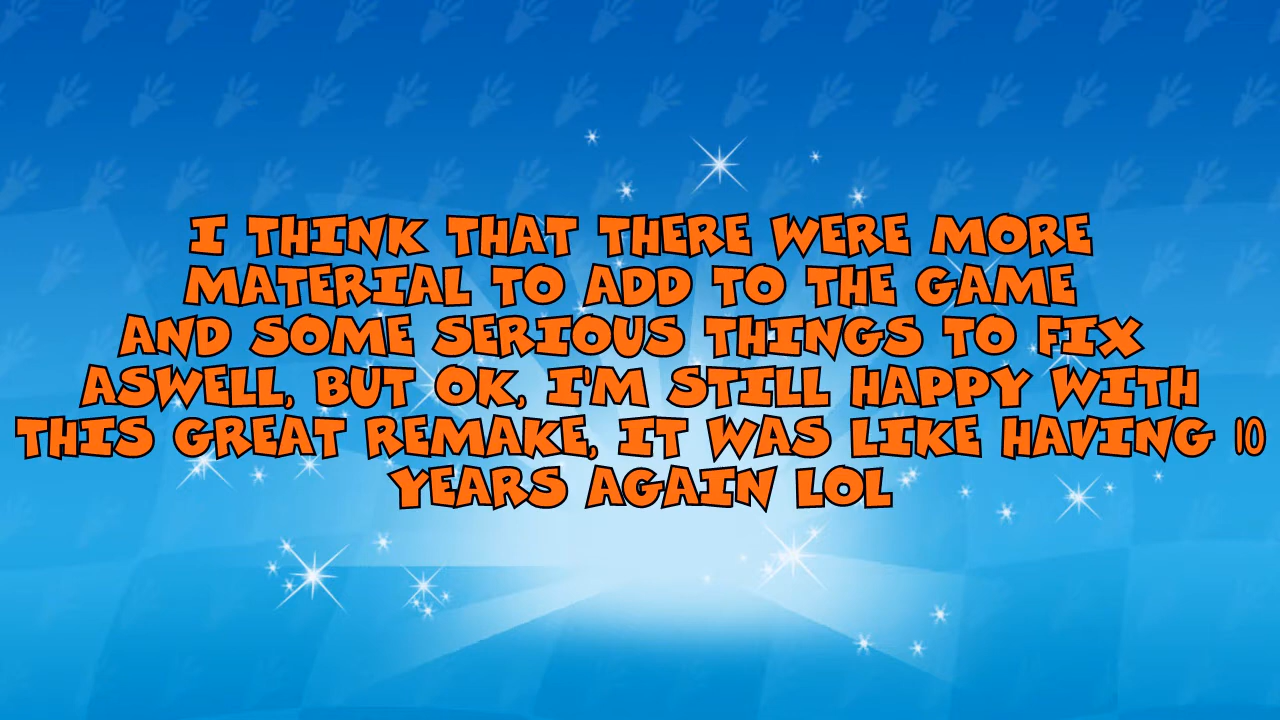 I THINK THAT THERE WERE MORE
MATERIAL TO ADD TO THE GAME
AND SOME SERIOUS THINGS TO FIX
ASWELL, BUT OK, I'M STILL HAPPY WITH
THIS GREAT REMAKE, IT WAS LIKE HAVING 10
YEARS AGAIN LOL